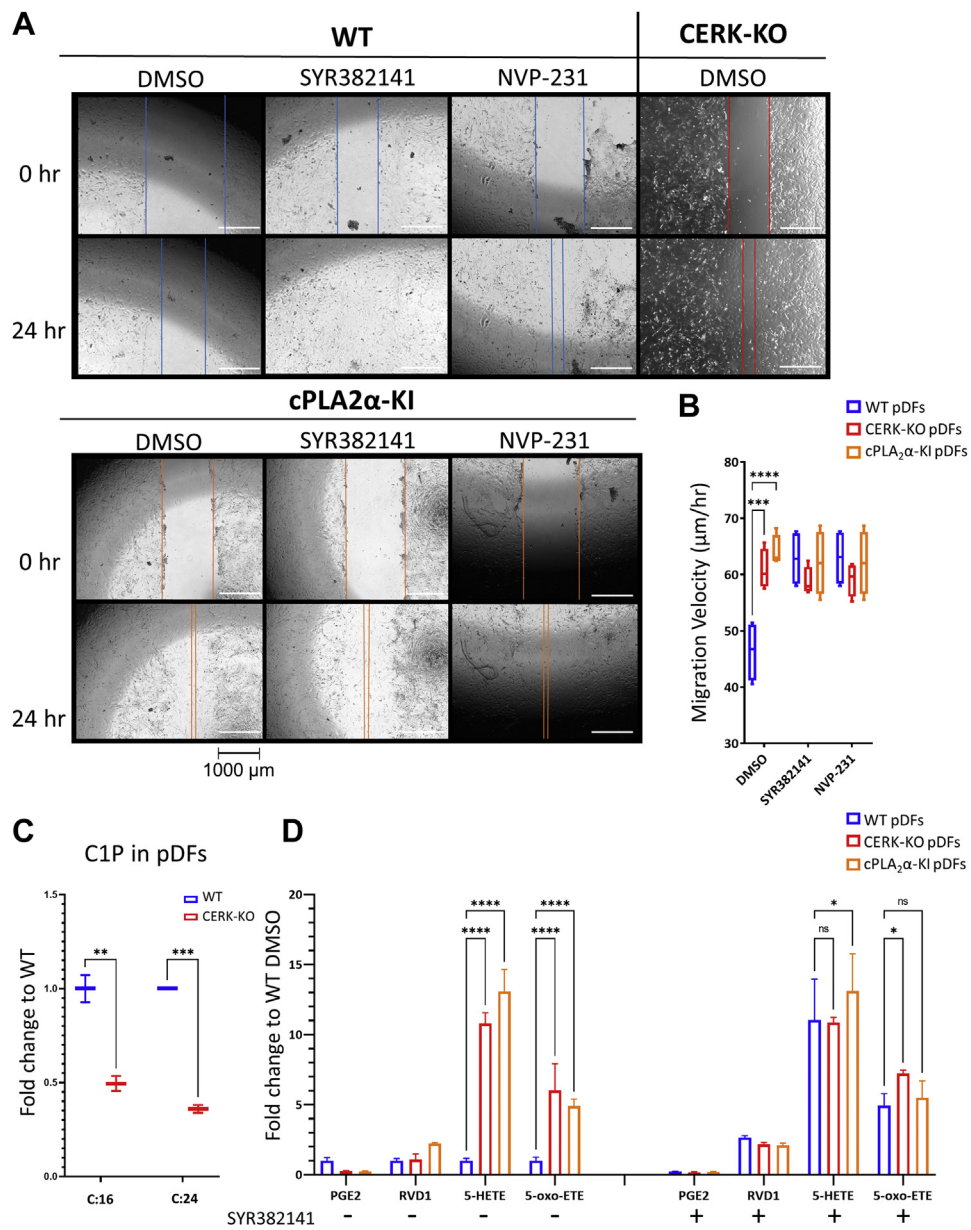 A
WT
CERK-KO
DMSO
SYR382141
NVP-231
DMSO
0 hr
24 hr
cPLA2α-KI
DMSO
SYR382141
NVP-231
0 hr
24 hr
1000 µm
B
WT pDFs
CERK-KO pDFs
cPLA₂α-KI pDFs
Migration Velocity (µm/hr)
80
70
60
50
40
30
****
***
DMSO
SYR382141
NVP-231
C
C1P in pDFs
WT
CERK-KO
Fold change to WT
1.5
1.0
0.5
0.0
**
***
C:16
C:24
D
WT pDFs
CERK-KO pDFs
cPLA₂α-KI pDFs
Fold change to WT DMSO
20
15
10
5
0
****
****
****
****
*
ns
ns
*
PGE2 RVD1 5-HETE 5-oxo-ETE PGE2 RVD1 5-HETE 5-oxo-ETE
SYR382141 - - - - + + + +